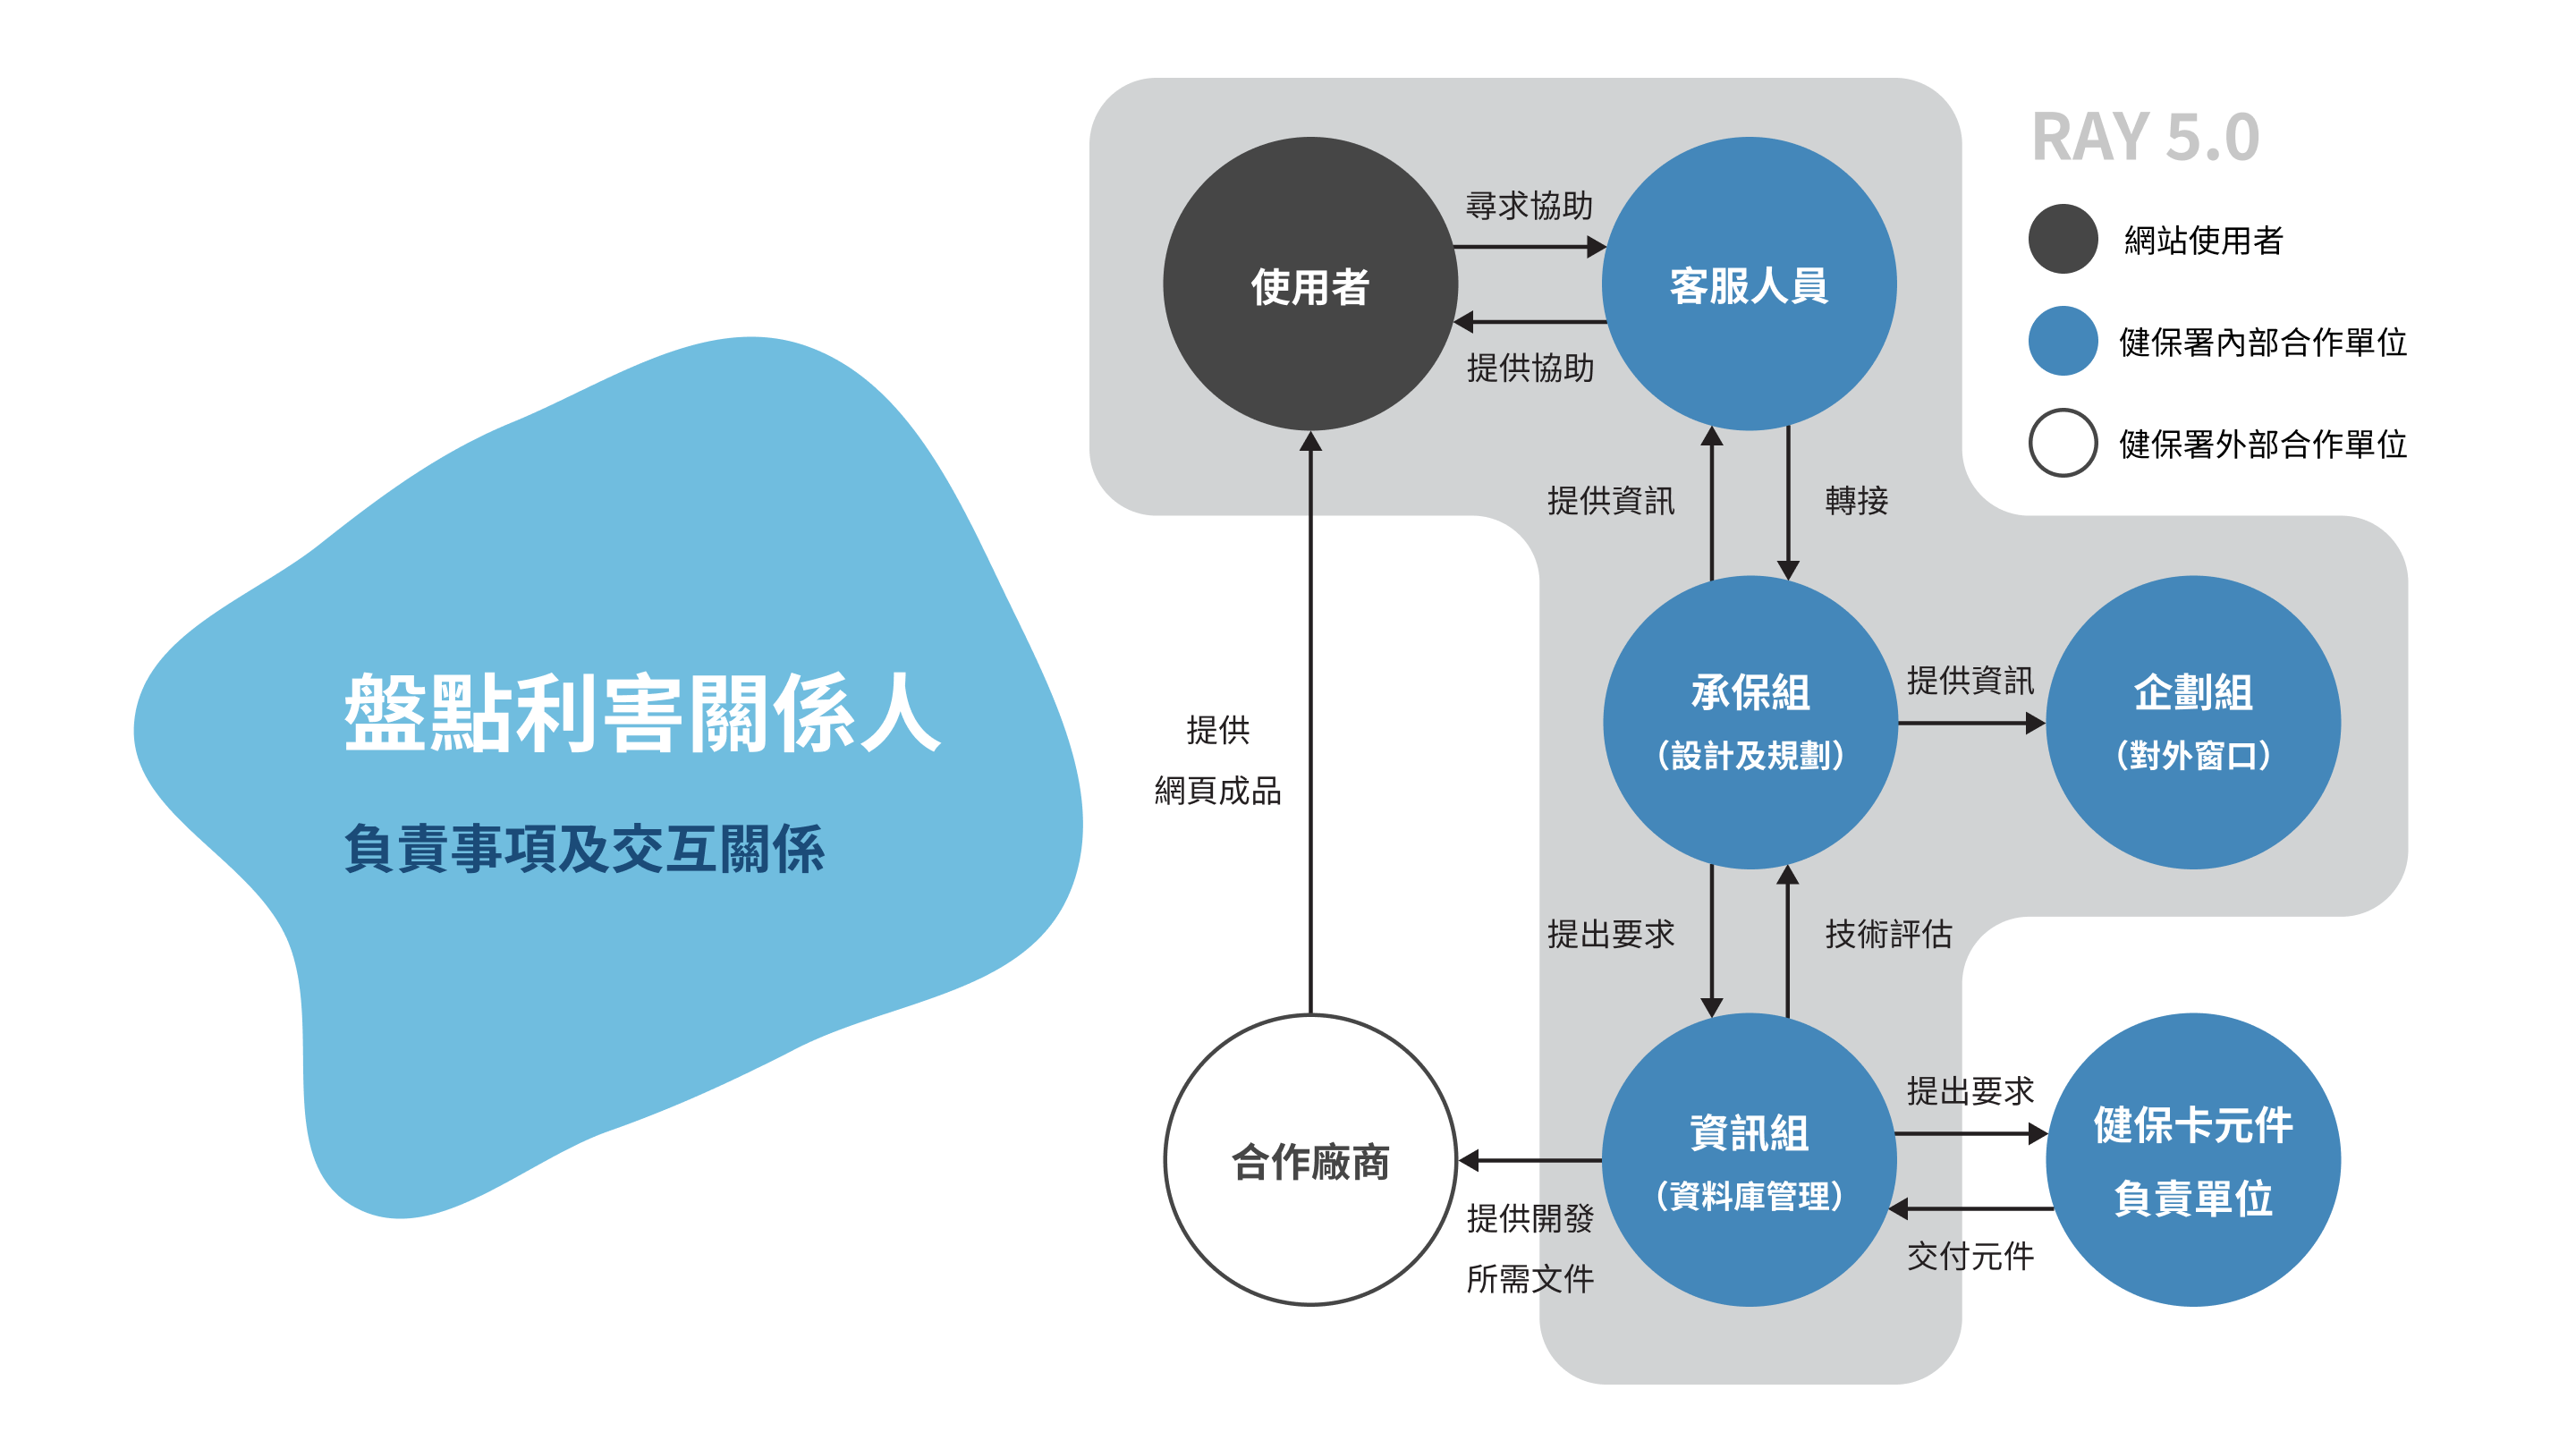 盤點利害關係人
負責事項及交互關係
RAY 5.0
網站使用者
健保署內部合作單位
健保署外部合作單位
使用者
尋求協助
提供協助
客服人員
提供資訊
轉接
承保組
（設計及規劃）
提供資訊
企劃組
（對外窗口）
提供
網頁成品
提出要求
技術評估
合作廠商
提供開發
所需文件
資訊組
（資料庫管理）
提出要求
交付元件
健保卡元件
負責單位